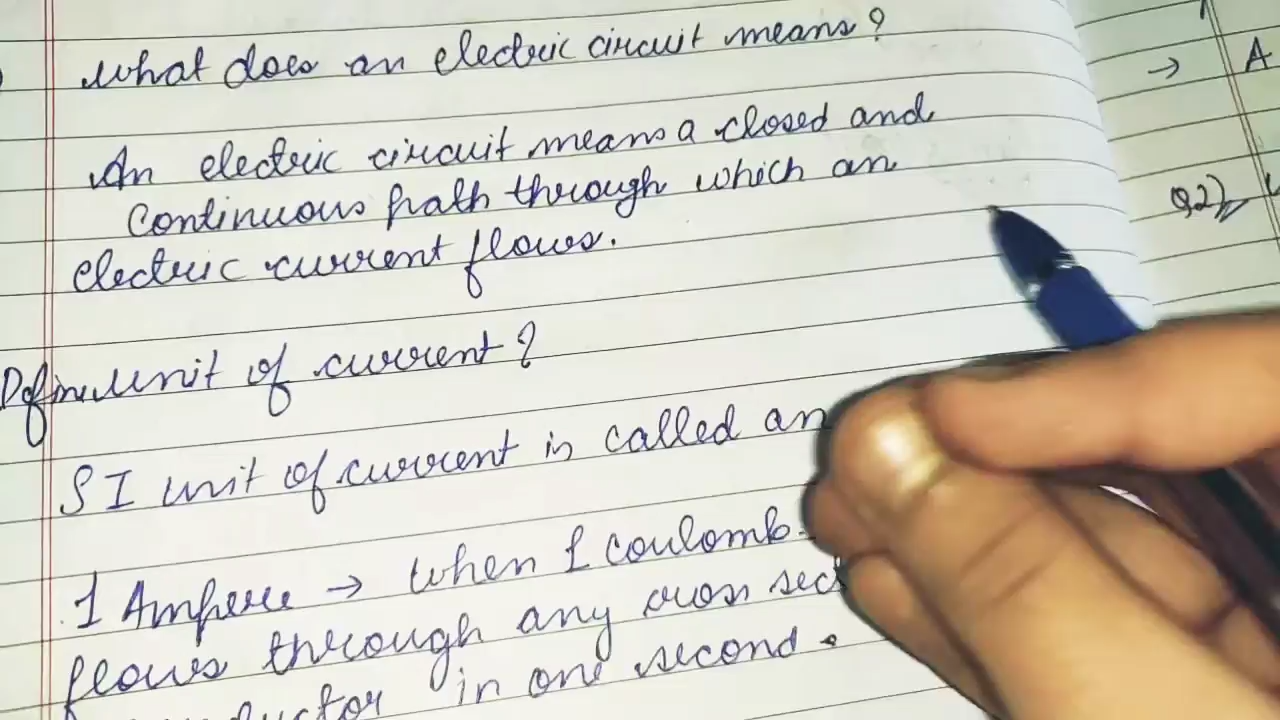 What does an electric circuit means?
An electric circuit means a closed and
Continuous path through which an
electric current flows.
Define unit of current?
SI unit of current is called an
1 Ampere → When 1 coulomb
flows through any cross sec
in one second.
→ A
Q2)